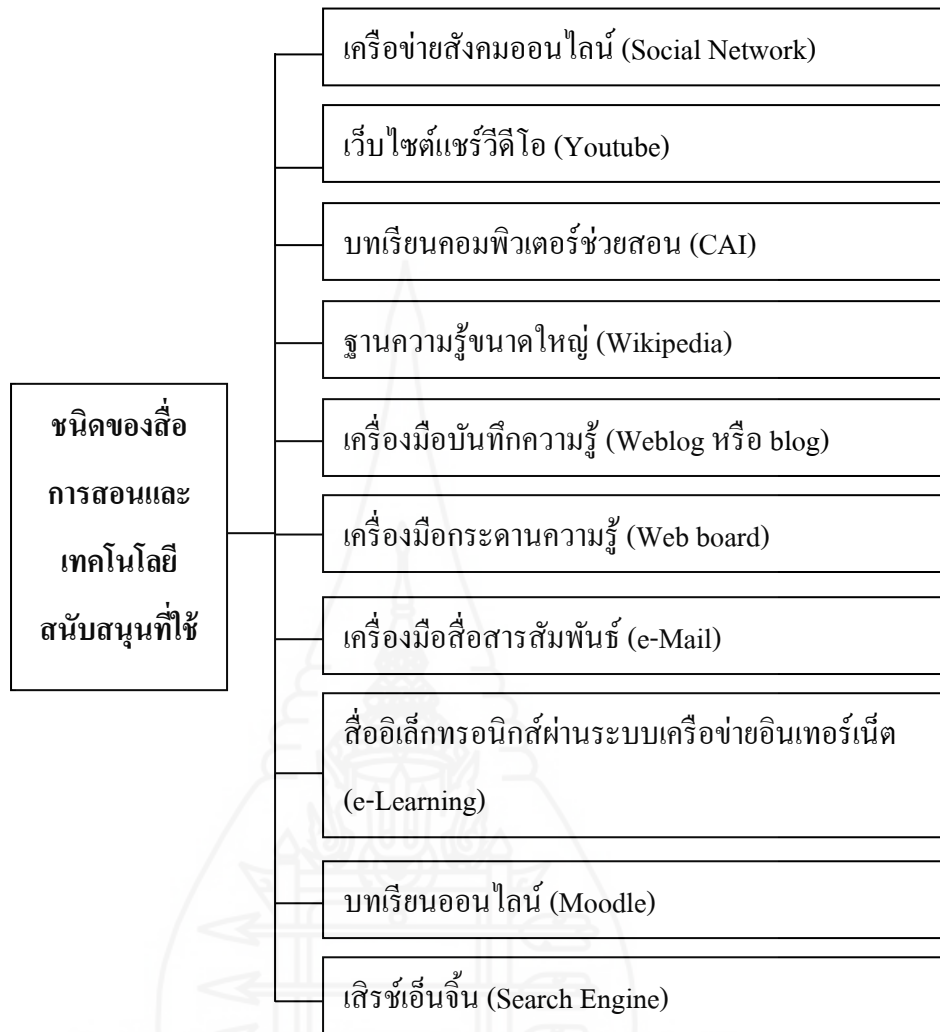 ชนิดของสื่อ
การสอนและ
เทคโนโลยี
สนับสนุนที่ใช้
เครือข่ายสังคมออนไลน์ (Social Network)
เว็บไซต์แชร์วีดีโอ (Youtube)
บทเรียนคอมพิวเตอร์ช่วยสอน (CAI)
ฐานความรู้ขนาดใหญ่ (Wikipedia)
เครื่องมือบันทึกความรู้ (Weblog หรือ blog)
เครื่องมือกระดานความรู้ (Web board)
เครื่องมือสื่อสารสัมพันธ์ (e-Mail)
สื่ออิเล็กทรอนิกส์ผ่านระบบเครือข่ายอินเทอร์เน็ต
(e-Learning)
บทเรียนออนไลน์ (Moodle)
เสิรช์เอ็นจิ้น (Search Engine)